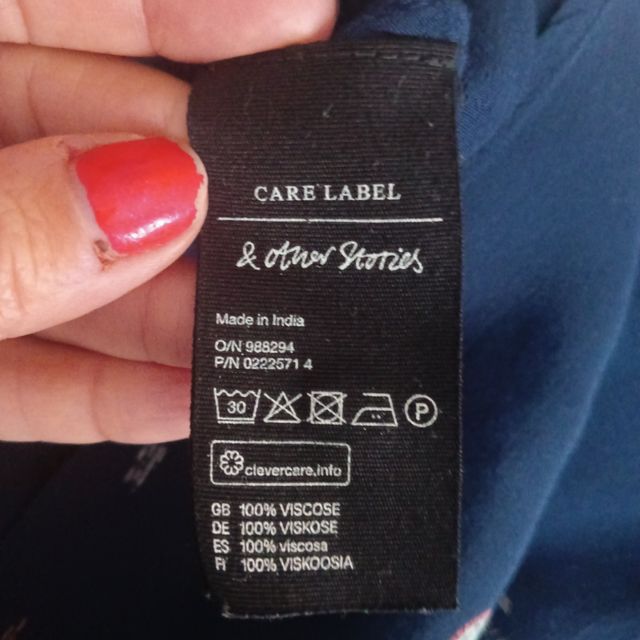 CARE LABEL
& other Stories
Made in India
O/N 988294
P/N 0222571 4
30 P
clevercare.info
GB 100% VISCOSE
DE 100% VISKOSE
ES 100% viscosa
FI 100% VISKOOSIA